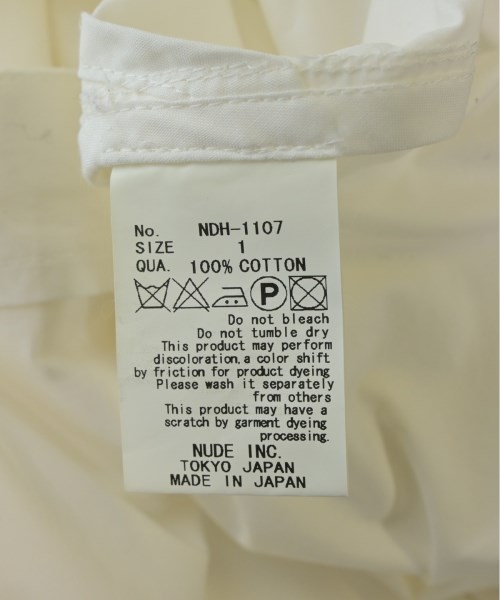 No. NDH-1107
SIZE 1
QUA. 100% COTTON
P
Do not bleach
Do not tumble dry
This product may perform
discoloration,a color shift
by friction for product dyeing
Please wash it separately
from others
This product may have a
scratch by garment dyeing
processing.
NUDE INC.
TOKYO JAPAN
MADE IN JAPAN